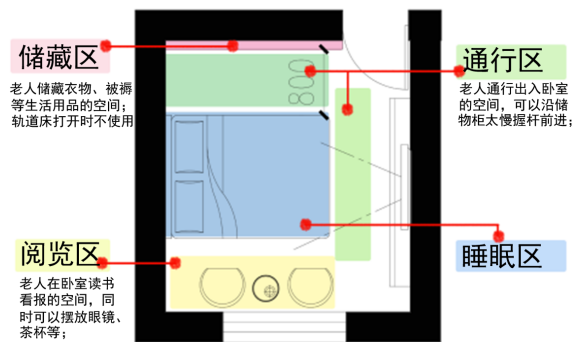 储藏区
老人储藏衣物、被褥
等生活用品的空间；
轨道床打开时不使用
通行区
老人通行出入卧室
的空间，可以沿储
物柜太慢握杆前进；
800
睡眠区
阅览区
老人在卧室读书
看报的空间，同
时可以摆放眼镜、
茶杯等；